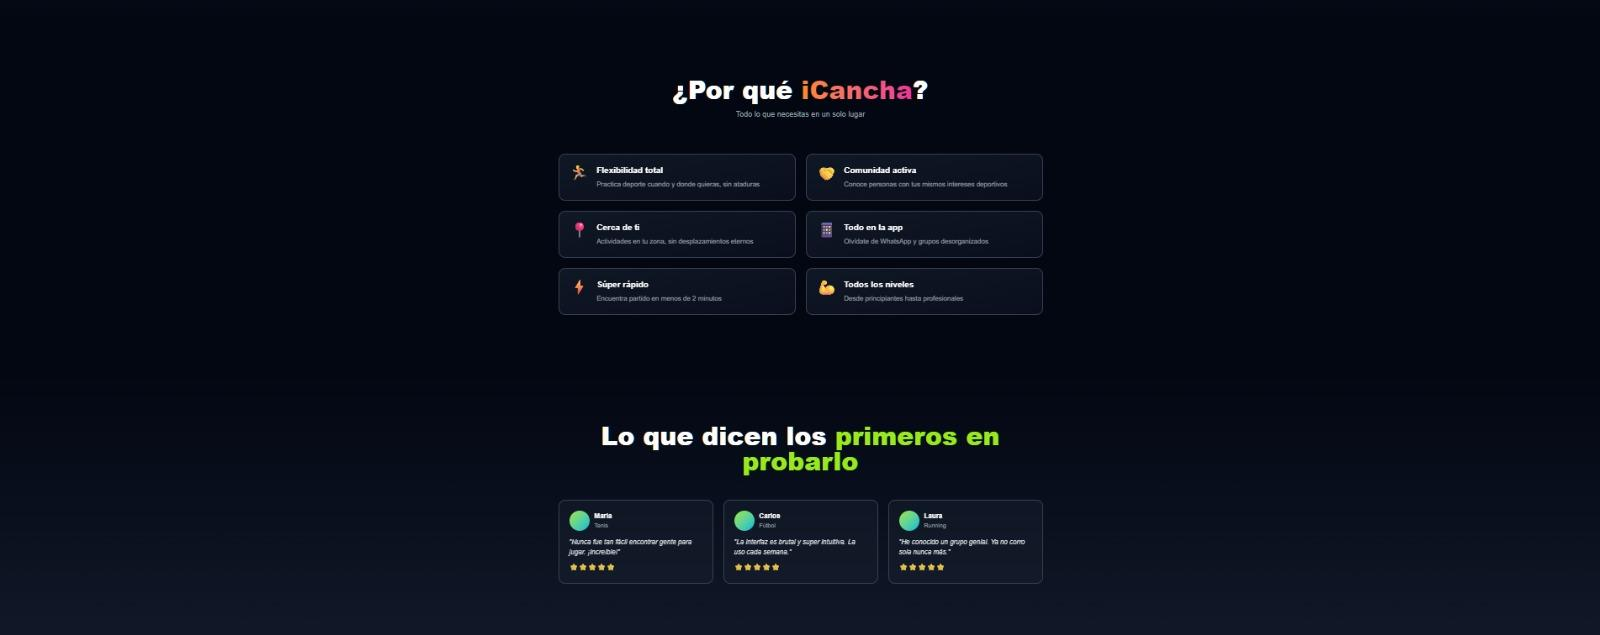 ¿Por qué iCancha?
Todo lo que necesitas en un solo lugar
Flexibilidad total
Practica deporte cuando y donde quieras, sin ataduras
Comunidad activa
Conoce personas con tus mismos intereses deportivos
Cerca de ti
Actividades en tu zona, sin desplazamientos eternos
Todo en la app
Olvídate de WhatsApp y grupos desorganizados
Súper rápido
Encuentra partido en menos de 2 minutos
Todos los niveles
Desde principiantes hasta profesionales
Lo que dicen los primeros en
probarlo
María
Tenis
"Nunca fue tan fácil encontrar gente para
jugar. ¡Increíble!"
Carlos
Fútbol
"La interfaz es brutal y super intuitiva. La
uso cada semana."
Laura
Running
"He conocido un grupo genial. Ya no corro
sola nunca más."